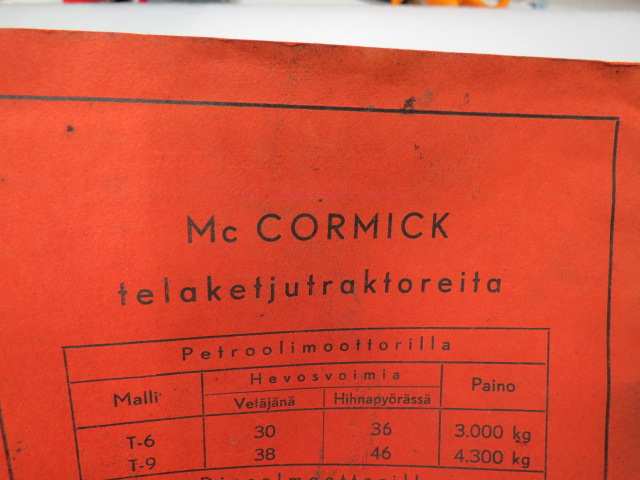 Mc CORMICK
telaketjutraktoreita
Petroolimoottorilla
Malli Hevosvoimia Paino
Vetäjänä Hihnapyörässä
T-6 30 36 3.000 kg
T-9 38 46 4.300 kg